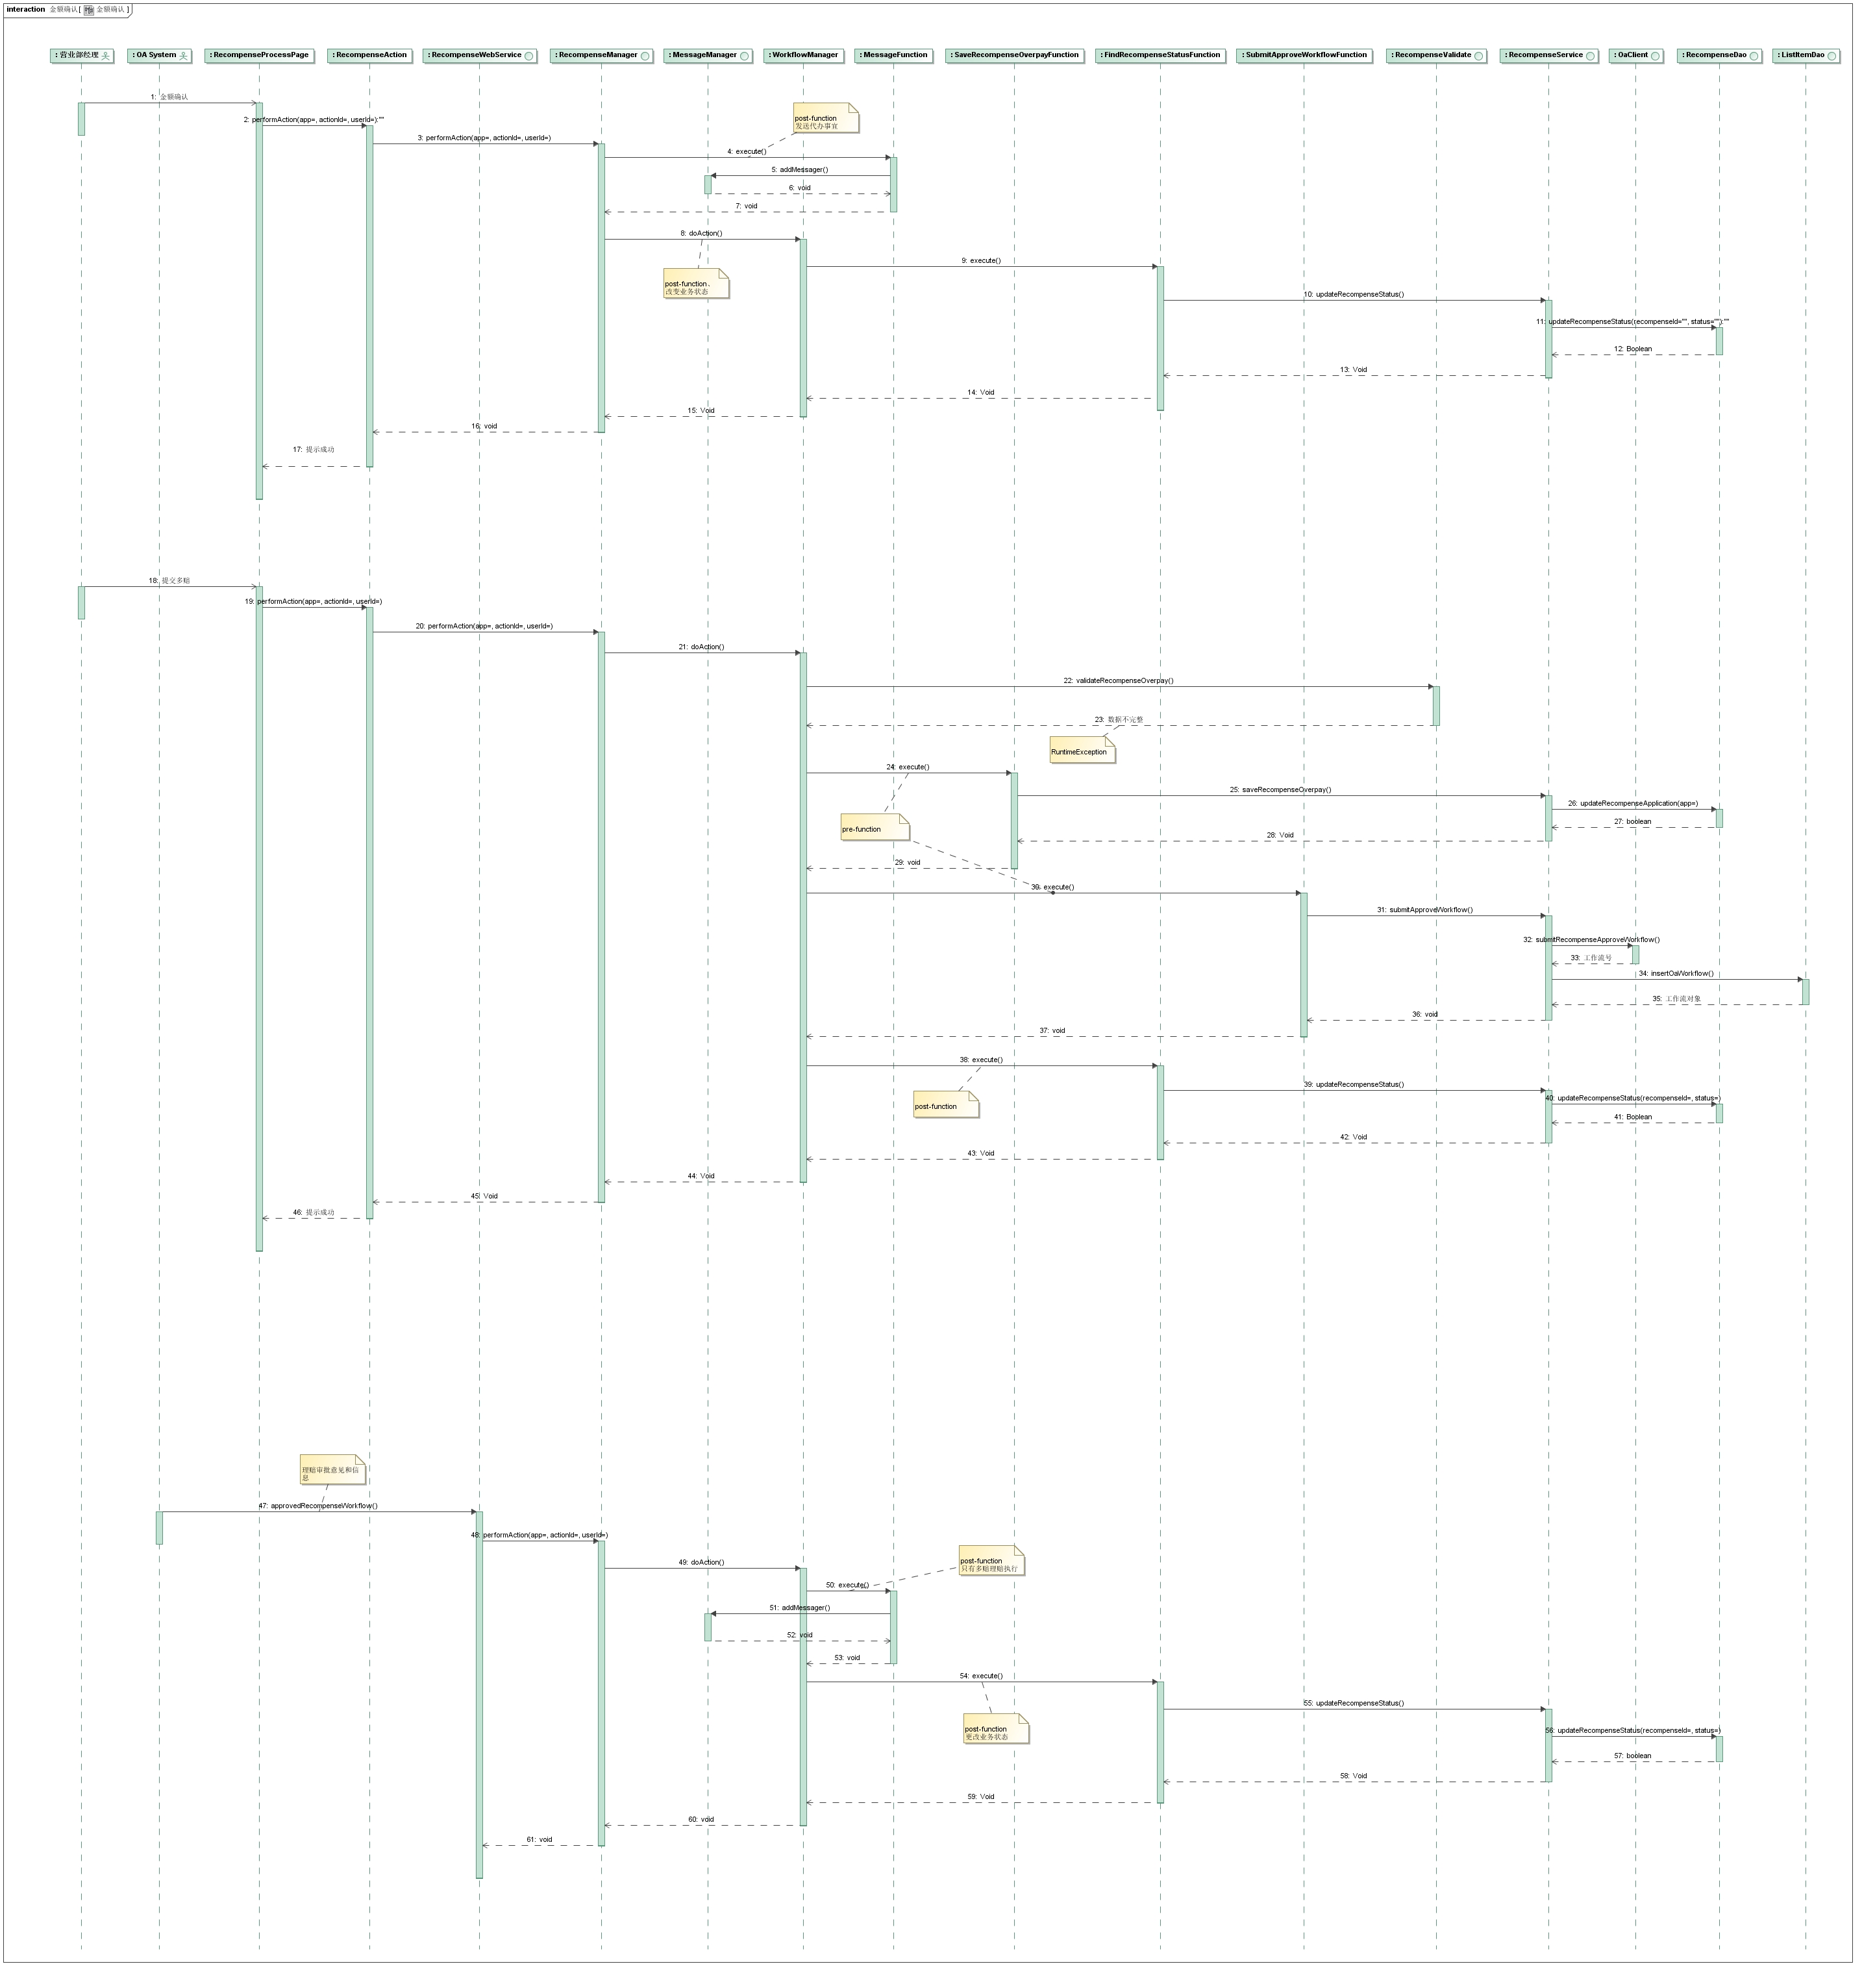 interaction 金额确认[ 金额确认 ]
: 营业部经理
: OA System
: RecompenseProcessPage
: RecompenseAction
: RecompenseWebService
: RecompenseManager
: MessageManager
: WorkflowManager
: MessageFunction
: SaveRecompenseOverpayFunction
: FindRecompenseStatusFunction
: SubmitApproveWorkflowFunction
: RecompenseValidate
: RecompenseService
: OaClient
: RecompenseDao
: ListItemDao
1: 金额确认
2: performAction(app=, actionId=, userId=):""
post-function
发送代办事宜
3: performAction(app=, actionId=, userId=)
4: execute()
5: addMessager()
6: void
7: void
8: doAction()
post-function.
改变业务状态
9: execute()
10: updateRecompenseStatus()
11: updateRecompenseStatus(recompenseId="", status=""):""
12: Boolean
13: Void
14: Void
15: Void
16: void
17: 提示成功
18: 提交多赔
19: performAction(app=, actionId=, userId=)
20: performAction(app=, actionId=, userId=)
21: doAction()
22: validateRecompenseOverpay()
23: 数据不完整
RuntimeException
24: execute()
25: saveRecompenseOverpay()
26: updateRecompenseApplication(app=)
27: boolean
pre-function
28: Void
29: void
30: execute()
31: submitApproveWorkflow()
32: submitRecompenseApproveWorkflow()
33: 工作流号
34: insertOaWorkflow()
35: 工作流对象
36: void
37: void
38: execute()
39: updateRecompenseStatus()
post-function
40: updateRecompenseStatus(recompenseId=, status=)
41: Boolean
42: Void
43: Void
44: Void
45: Void
46: 提示成功
理赔审批意见和信
息
47: approvedRecompenseWorkflow()
48: performAction(app=, actionId=, userId=)
49: doAction()
post-function
只有多赔理赔执行
50: execute()
51: addMessager()
52: void
53: void
54: execute()
55: updateRecompenseStatus()
post-function
更改业务状态
56: updateRecompenseStatus(recompenseId=, status=)
57: boolean
58: Void
59: Void
60: void
61: void